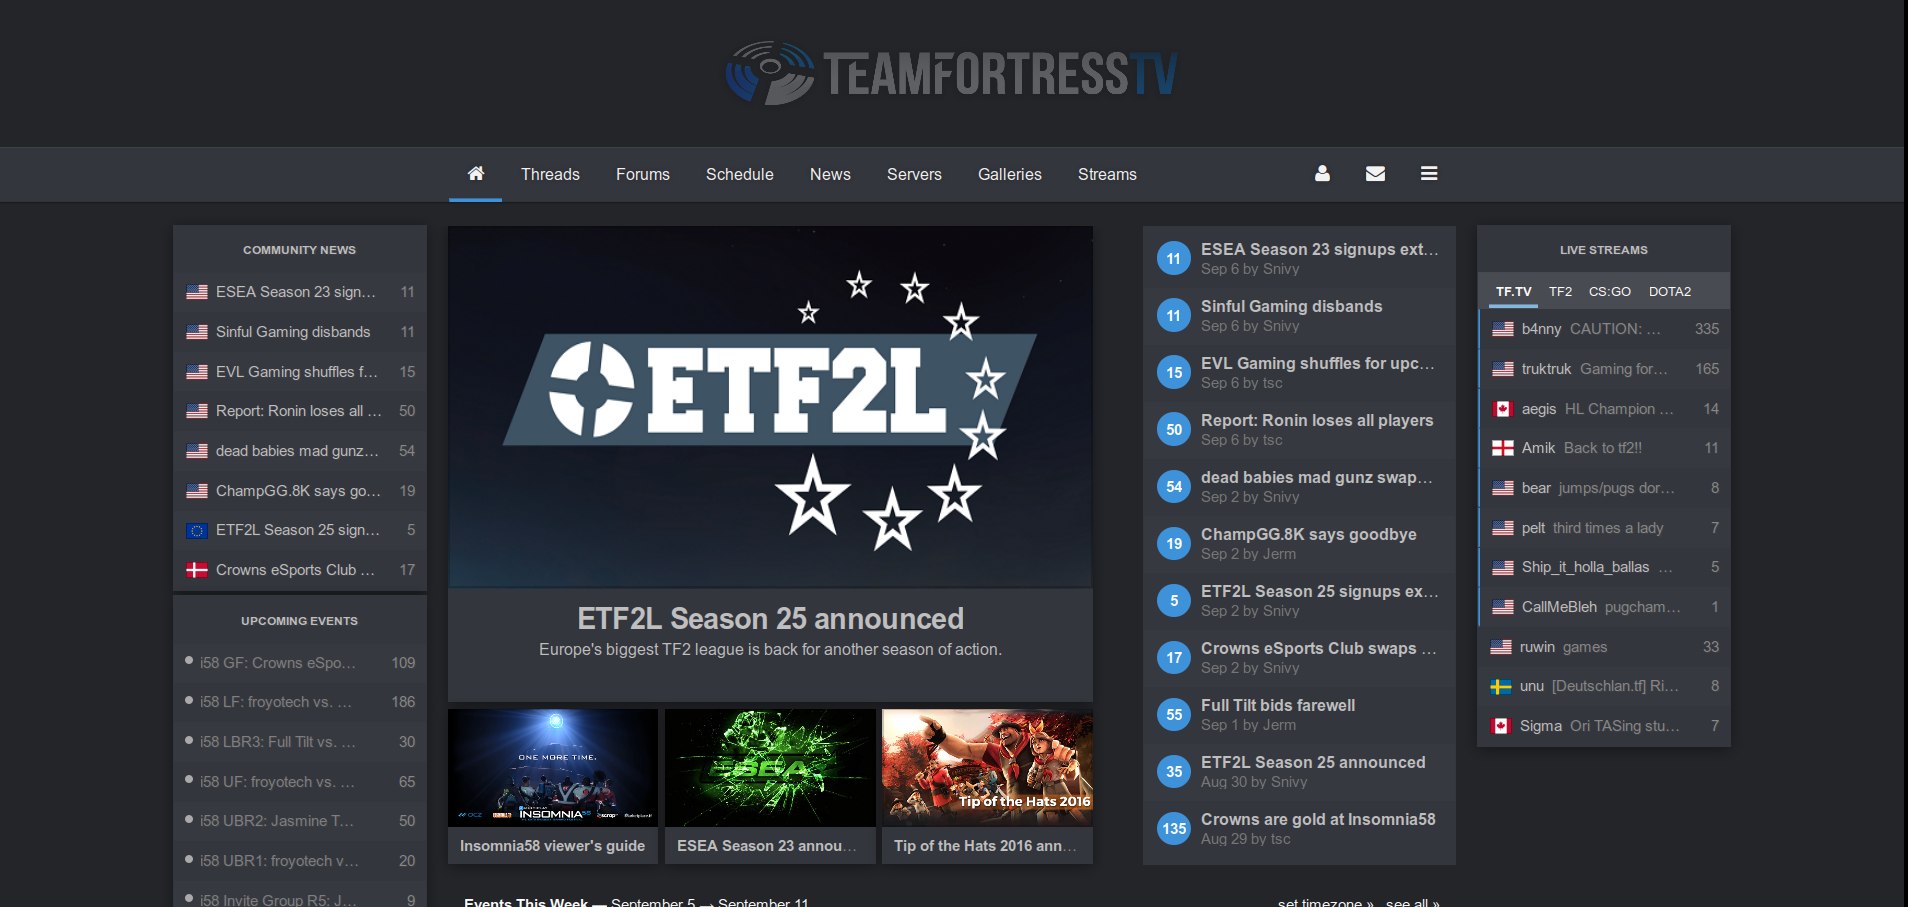 TEAMFORTRESSTV
Threads Forums Schedule News Servers Galleries Streams
COMMUNITY NEWS
ESEA Season 23 sign… 11
Sinful Gaming disbands 11
EVL Gaming shuffles f… 15
Report: Ronin loses all … 50
dead babies mad gunz… 54
ChampGG.8K says go… 19
ETF2L Season 25 sign… 5
Crowns eSports Club … 17
UPCOMING EVENTS
i58 GF: Crowns eSpo… 109
i58 LF: froyotech vs. … 186
i58 LBR3: Full Tilt vs. … 30
i58 UF: froyotech vs. … 65
i58 UBR2: Jasmine T… 50
i58 UBR1: froyotech v… 20
i58 Invite Group R5: J… 9
ETF2L
ETF2L Season 25 announced
Europe's biggest TF2 league is back for another season of action.
ONE MORE TIME.
INSOMNIA58
Insomnia58 viewer's guide
ESEA
ESEA Season 23 annou…
Tip of the Hats 2016
Tip of the Hats 2016 ann…
Events This Week — September 5 → September 11
set timezone » see all »
11 ESEA Season 23 signups ext…
Sep 6 by Snivy
11 Sinful Gaming disbands
Sep 6 by Snivy
15 EVL Gaming shuffles for upc…
Sep 6 by tsc
50 Report: Ronin loses all players
Sep 6 by tsc
54 dead babies mad gunz swap…
Sep 2 by Snivy
19 ChampGG.8K says goodbye
Sep 2 by Jerm
5 ETF2L Season 25 signups ex…
Sep 2 by Snivy
17 Crowns eSports Club swaps …
Sep 2 by Snivy
55 Full Tilt bids farewell
Sep 1 by Jerm
35 ETF2L Season 25 announced
Aug 30 by Snivy
135 Crowns are gold at Insomnia58
Aug 29 by tsc
LIVE STREAMS
TF.TV TF2 CS:GO DOTA2
b4nny CAUTION: … 335
truktruk Gaming for… 165
aegis HL Champion … 14
Amik Back to tf2!! 11
bear jumps/pugs dor… 8
pelt third times a lady 7
Ship_it_holla_ballas … 5
CallMeBleh pugcham… 1
ruwin games 33
unu [Deutschlan.tf] Ri… 8
Sigma Ori TASing stu… 7